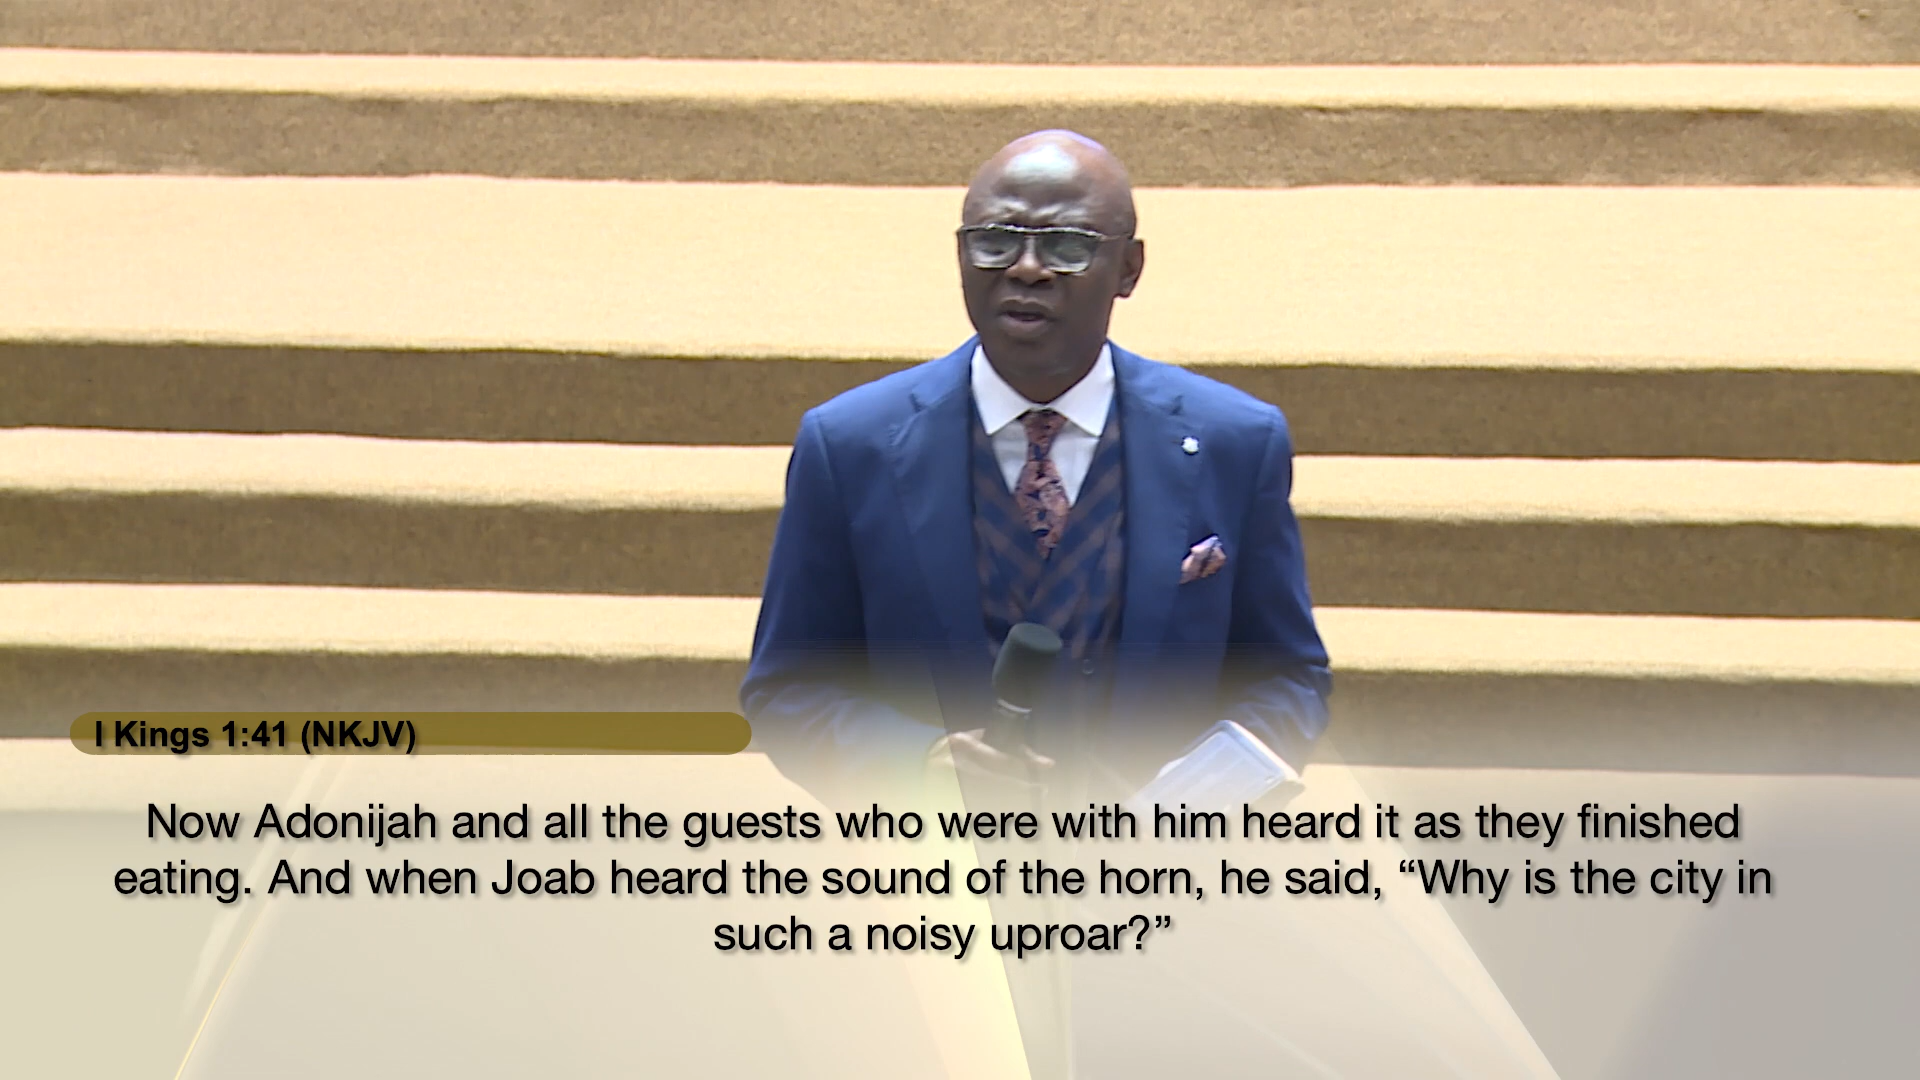 I Kings 1:41 (NKJV)
Now Adonijah and all the guests who were with him heard it as they finished
eating. And when Joab heard the sound of the horn, he said, “Why is the city in
such a noisy uproar?”